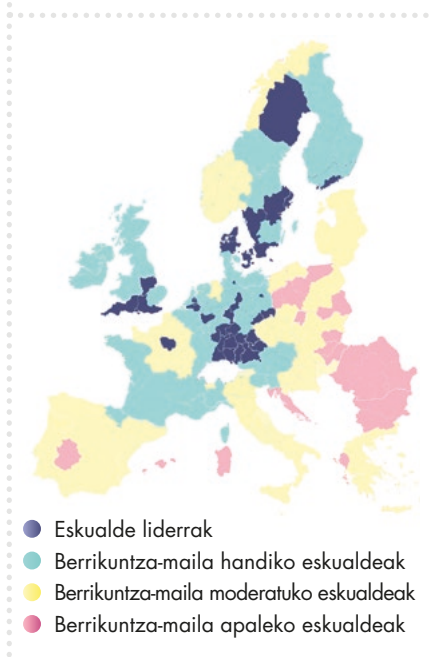 Eskualde liderrak
Berrikuntza-maila handiko eskualdeak
Berrikuntza-maila moderatuko eskualdeak
Berrikuntza-maila apaleko eskualdeak